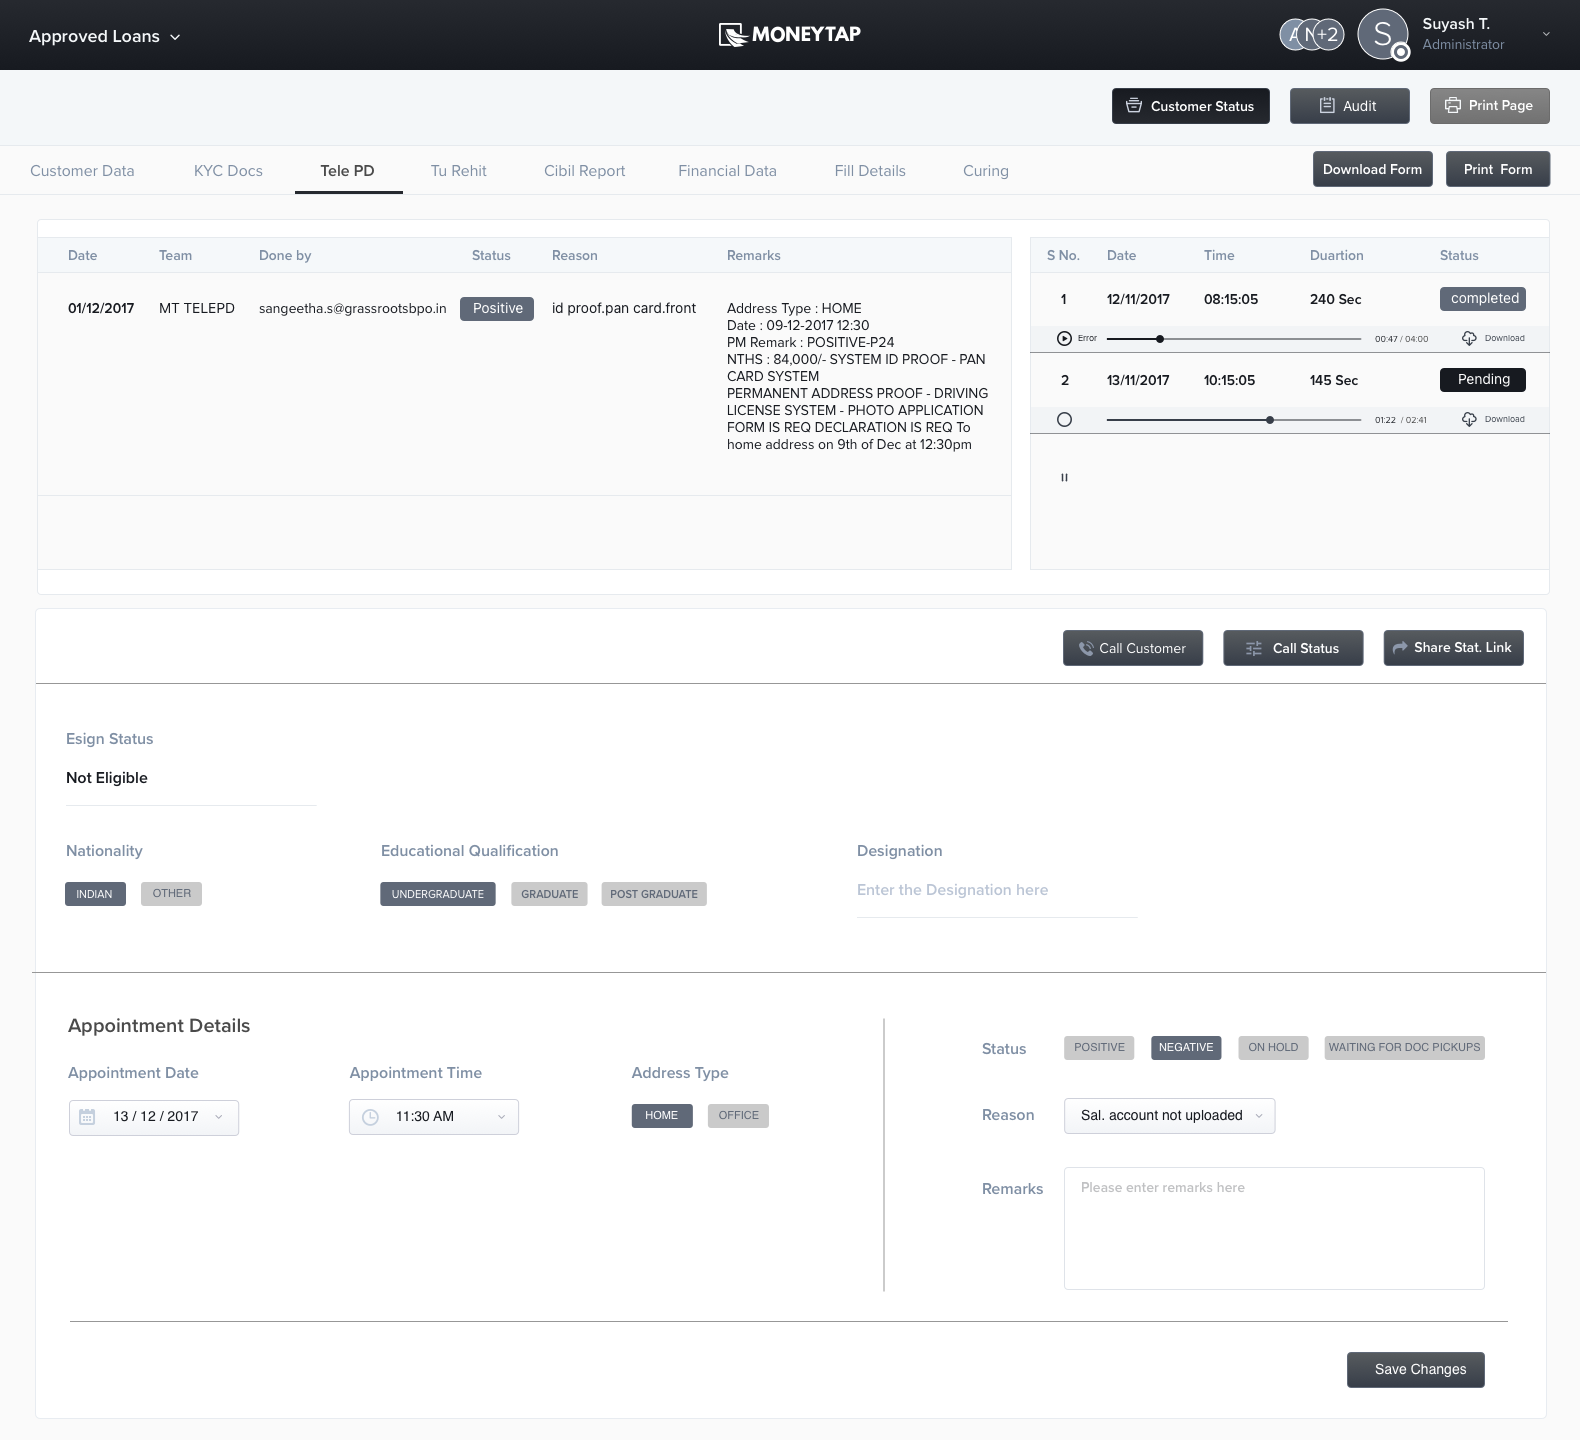 Approved Loans
MONEYTAP
A
N
+2
S
Suyash T.
Administrator
Customer Status
Audit
Print Page
Customer Data
KYC Docs
Tele PD
Tu Rehit
Cibil Report
Financial Data
Fill Details
Curing
Download Form
Print Form
Date Team Done by Status Reason Remarks
01/12/2017 MT TELEPD sangeetha.s@grassrootsbpo.in Positive id proof.pan card.front
Address Type : HOME
Date : 09-12-2017 12:30
PM Remark : POSITIVE-P24
NTHS : 84,000/- SYSTEM ID PROOF - PAN
CARD SYSTEM
PERMANENT ADDRESS PROOF - DRIVING
LICENSE SYSTEM - PHOTO APPLICATION
FORM IS REQ DECLARATION IS REQ To
home address on 9th of Dec at 12:30pm
S No. Date Time Duartion Status
1 12/11/2017 08:15:05 240 Sec completed
Error 00:47 / 04:00 Download
2 13/11/2017 10:15:05 145 Sec Pending
01:22 / 02:41 Download
Call Customer
Call Status
Share Stat. Link
Esign Status
Not Eligible
Nationality
INDIAN OTHER
Educational Qualification
UNDERGRADUATE GRADUATE POST GRADUATE
Designation
Enter the Designation here
Appointment Details
Appointment Date
13 / 12 / 2017
Appointment Time
11:30 AM
Address Type
HOME OFFICE
Status POSITIVE NEGATIVE ON HOLD WAITING FOR DOC PICKUPS
Reason Sal. account not uploaded
Remarks Please enter remarks here
Save Changes